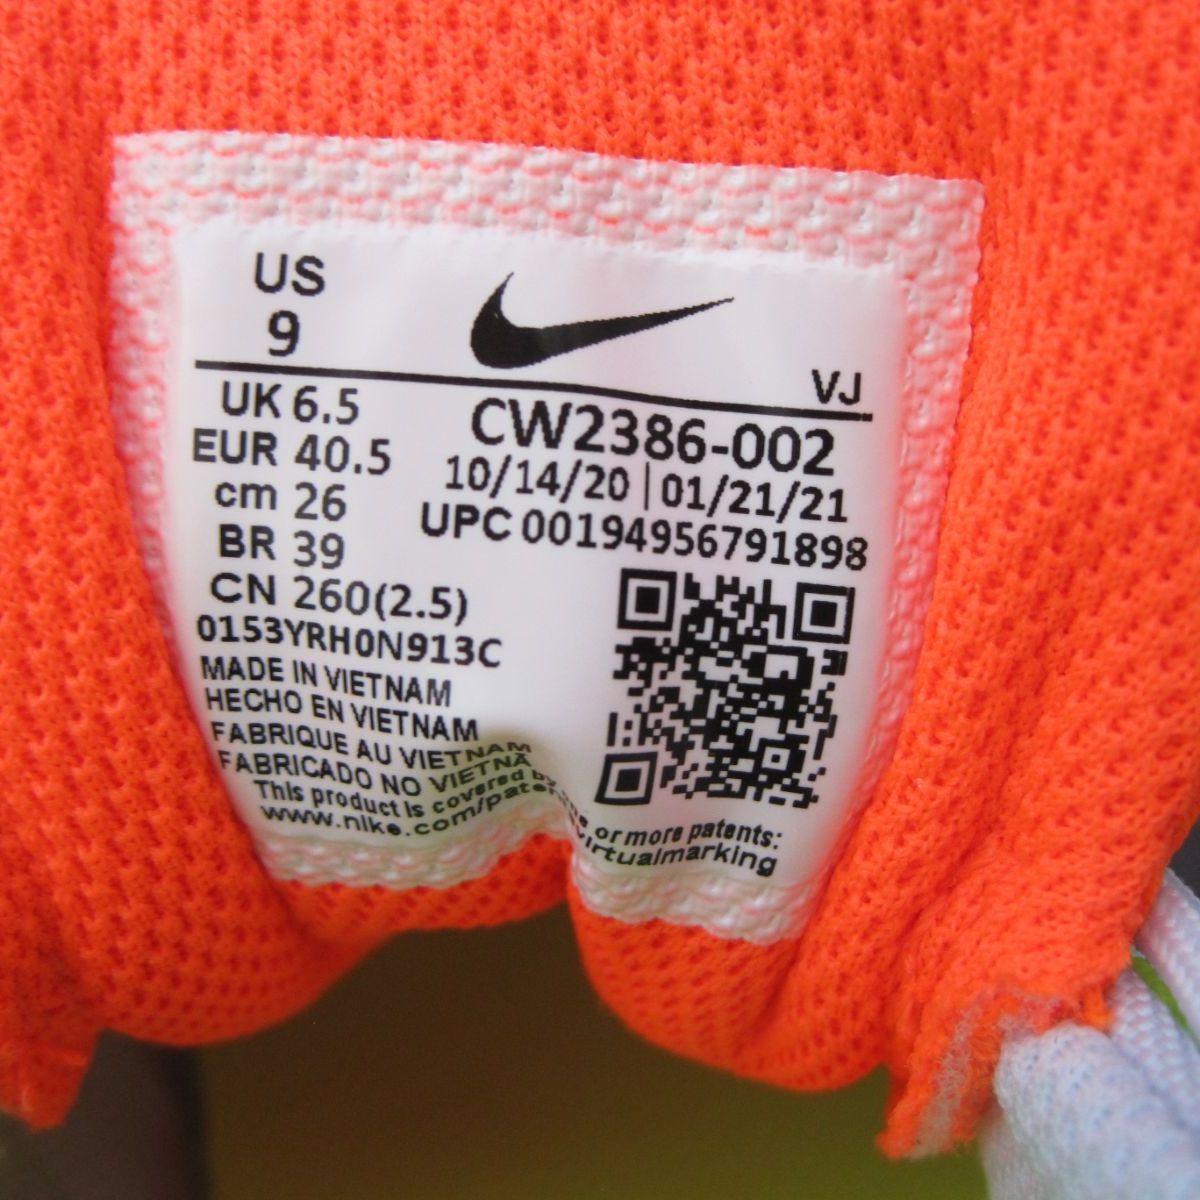 US
9
VJ
UK 6.5
EUR 40.5
cm 26
BR 39
CN 260(2.5)
CW2386-002
10/14/20 | 01/21/21
UPC 00194956791898
0153YRH0N913C
MADE IN VIETNAM
HECHO EN VIETNAM
FABRIQUE AU VIETNAM
FABRICADO NO VIETNÃ
This product is covered by one or more patents:
www.nike.com/patents virtualmarking